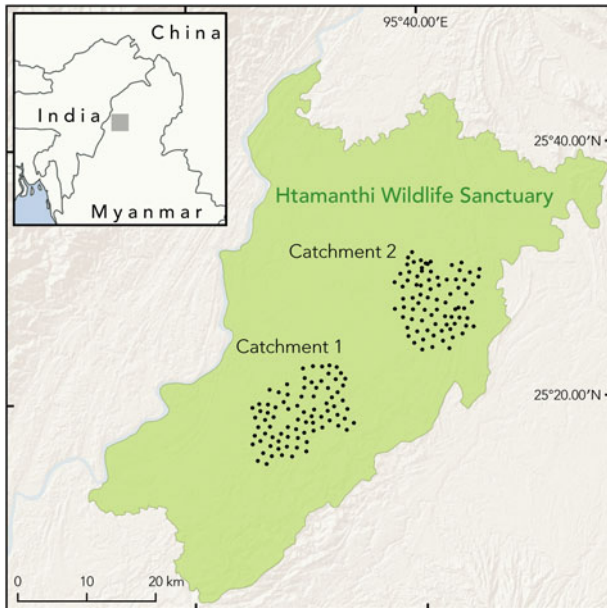 China
India
Myanmar
95°40.00'E
25°40.00'N
Htamanthi Wildlife Sanctuary
Catchment 2
Catchment 1
25°20.00'N
0 10 20 km